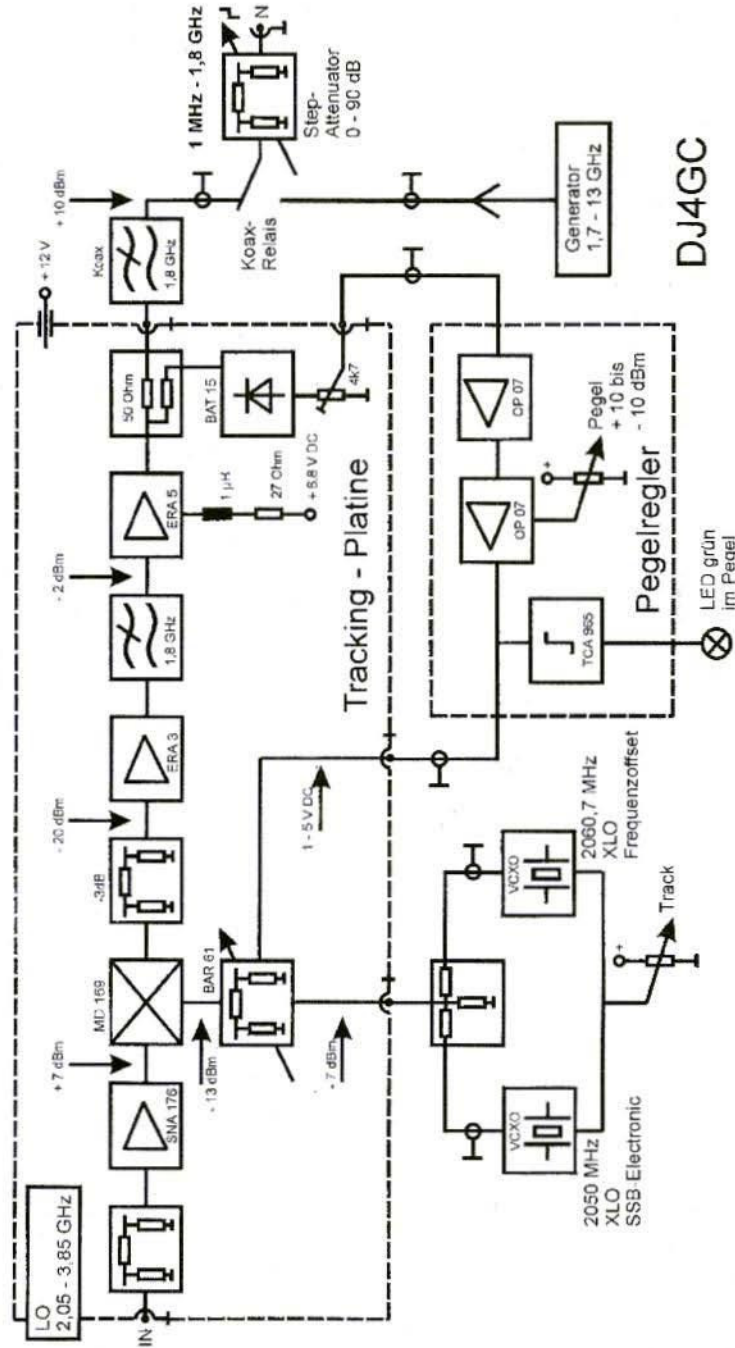 LO
2,05 - 3,85 GHz
IN
SNA 176
+ 7 dBm
MD 169
-3dB
- 20 dBm
ERA 3
1,8 GHz
- 2 dBm
ERA 5
1 µH
27 Ohm
+ 6.8 V DC
50 Ohm
BAT 15
4k7
+ 12 V
Koax
1,8 GHz
+10 dBm
1 MHz - 1,8 GHz
N
Step-
Attenuator
0 - 90 dB
Koax-
Relais
Generator
1,7 - 13 GHz
DJ4GC
- 13 dBm
BAR 61
- 7 dBm
1 - 5 V DC
Tracking - Platine
OP 07
OP 07
+
Pegel
+ 10 bis
- 10 dBm
TCA 965
Pegelregler
LED grün
im Pegel
VCXO
2050 MHz
XLO
SSB-Electronic
VCXO
2060,7 MHz
XLO
Frequenzoffset
+
Track